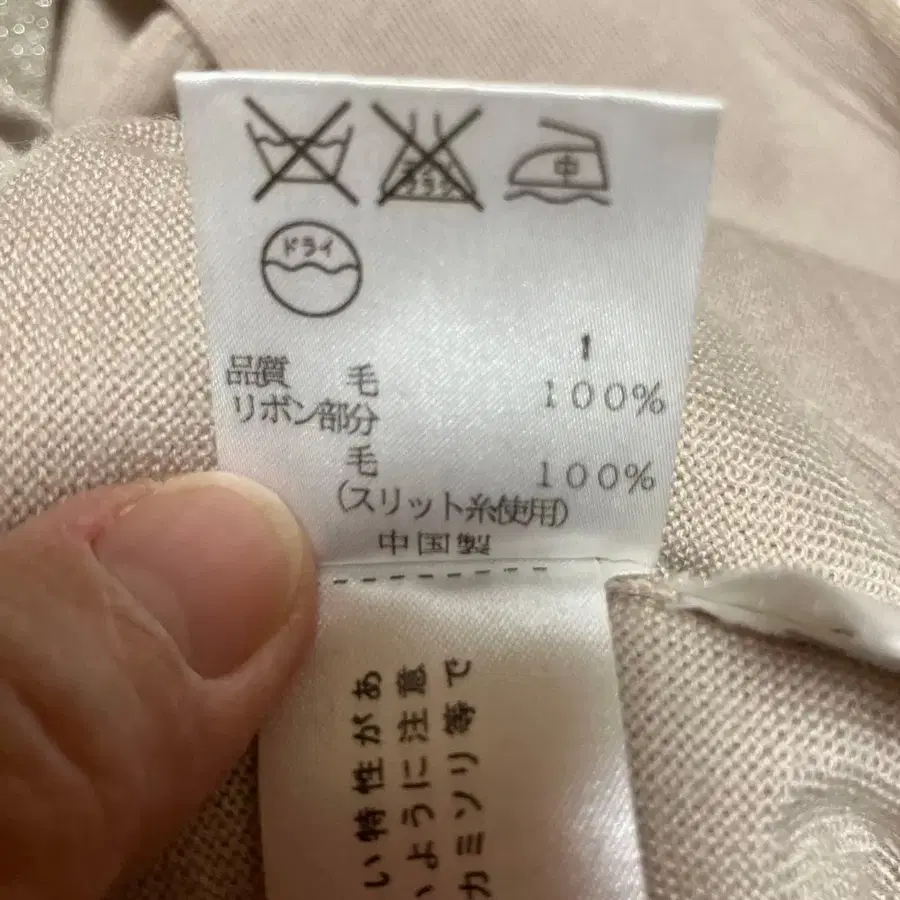 中
ドライ
1
品質 毛 100%
リボン部分
毛 100%
(スリット糸使用)
中国製
い特性があ
いように注意
カミソリ等で